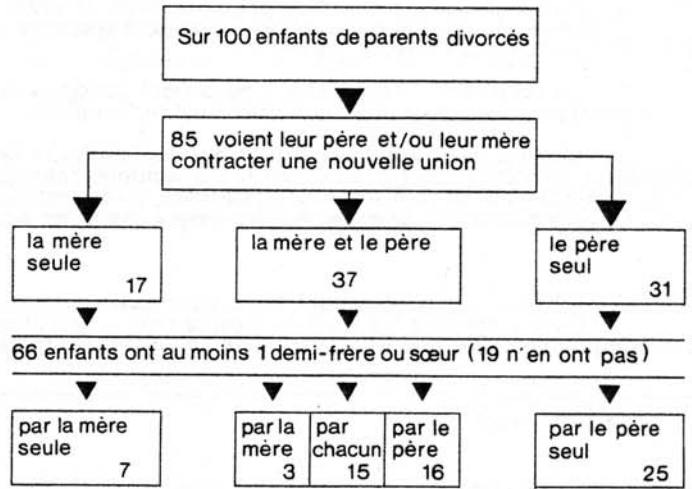 Sur 100 enfants de parents divorcés
85 voient leur père et/ou leur mère
contracter une nouvelle union
la mère
seule
17
la mère et le père
37
le père
seul
31
66 enfants ont au moins 1 demi-frère ou sœur (19 n'en ont pas)
par la mère
seule
7
par la
mère
3
par
chacun
15
par le
père
16
par le père
seul
25